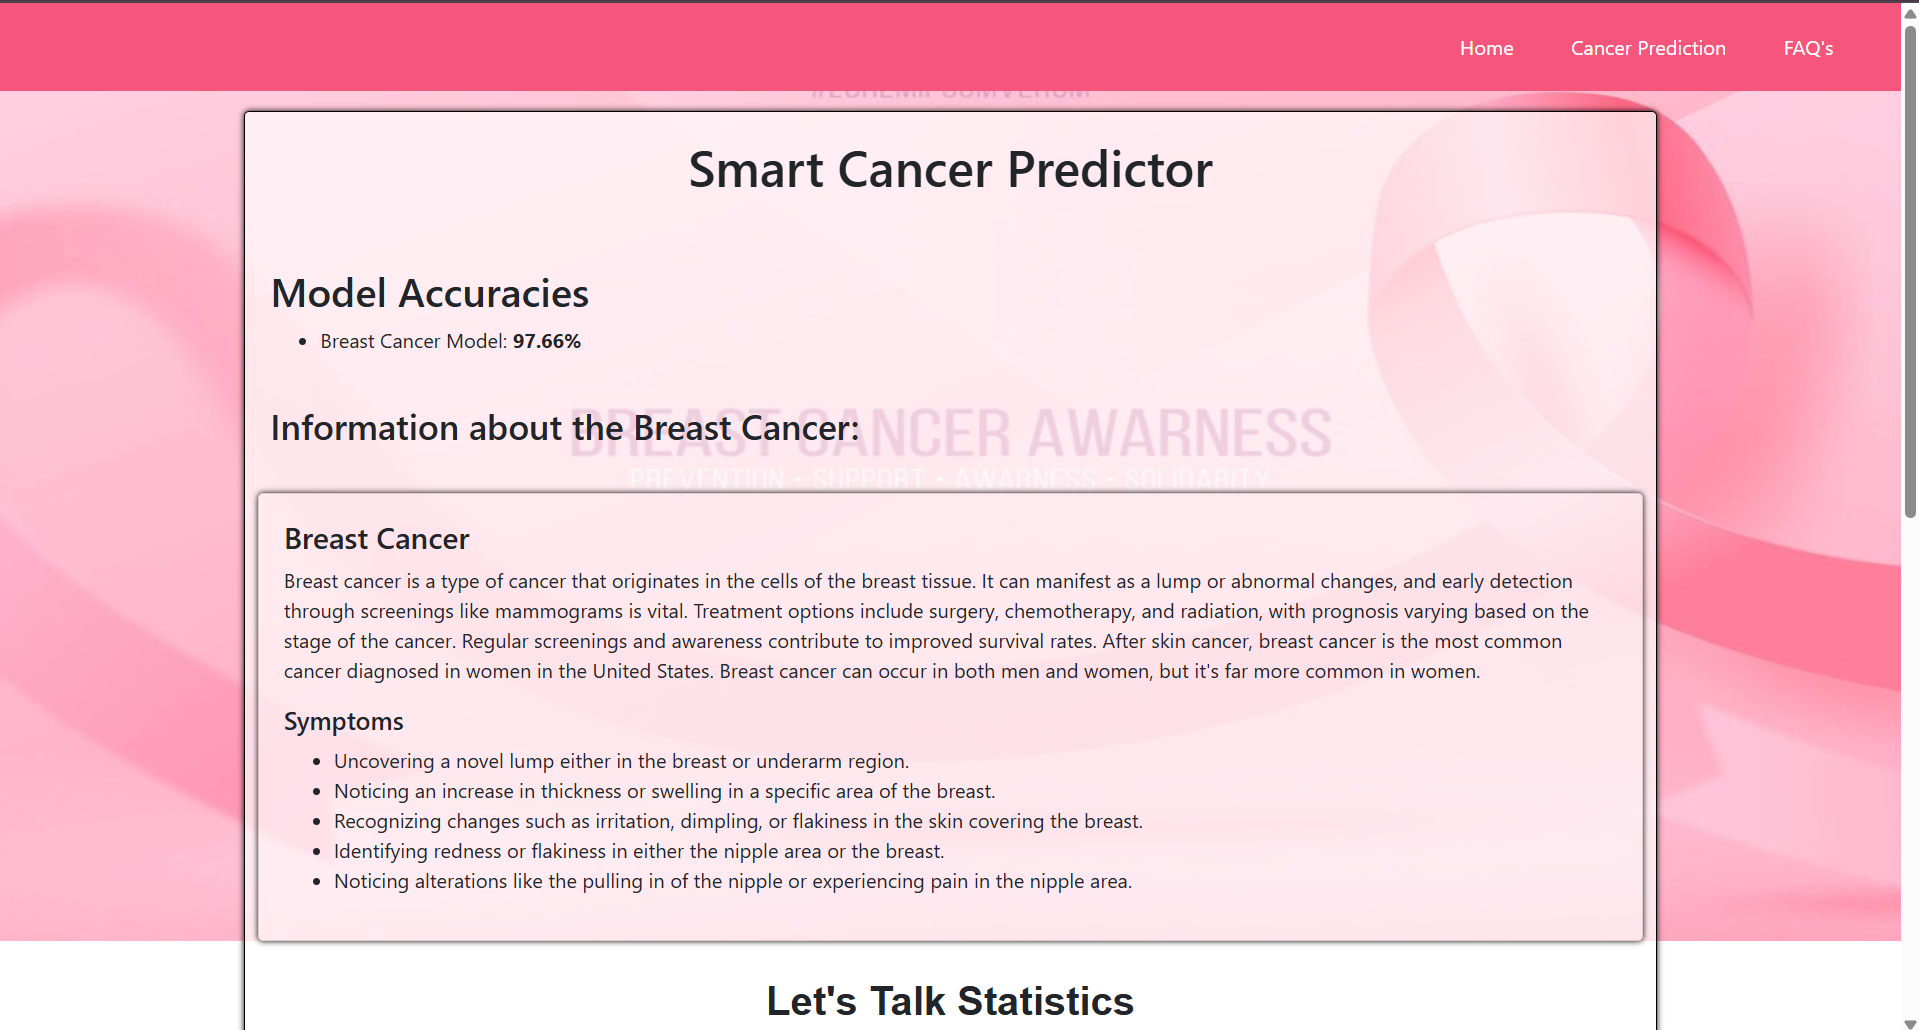 Home Cancer Prediction FAQ's
Smart Cancer Predictor
Model Accuracies
Breast Cancer Model: 97.66%
Information about the Breast Cancer:
BREAST CANCER AWARNESS
PREVENTION • SUPPORT • AWARNESS • SOLIDARITY
Breast Cancer
Breast cancer is a type of cancer that originates in the cells of the breast tissue. It can manifest as a lump or abnormal changes, and early detection
through screenings like mammograms is vital. Treatment options include surgery, chemotherapy, and radiation, with prognosis varying based on the
stage of the cancer. Regular screenings and awareness contribute to improved survival rates. After skin cancer, breast cancer is the most common
cancer diagnosed in women in the United States. Breast cancer can occur in both men and women, but it's far more common in women.
Symptoms
• Uncovering a novel lump either in the breast or underarm region.
• Noticing an increase in thickness or swelling in a specific area of the breast.
• Recognizing changes such as irritation, dimpling, or flakiness in the skin covering the breast.
• Identifying redness or flakiness in either the nipple area or the breast.
• Noticing alterations like the pulling in of the nipple or experiencing pain in the nipple area.
Let's Talk Statistics